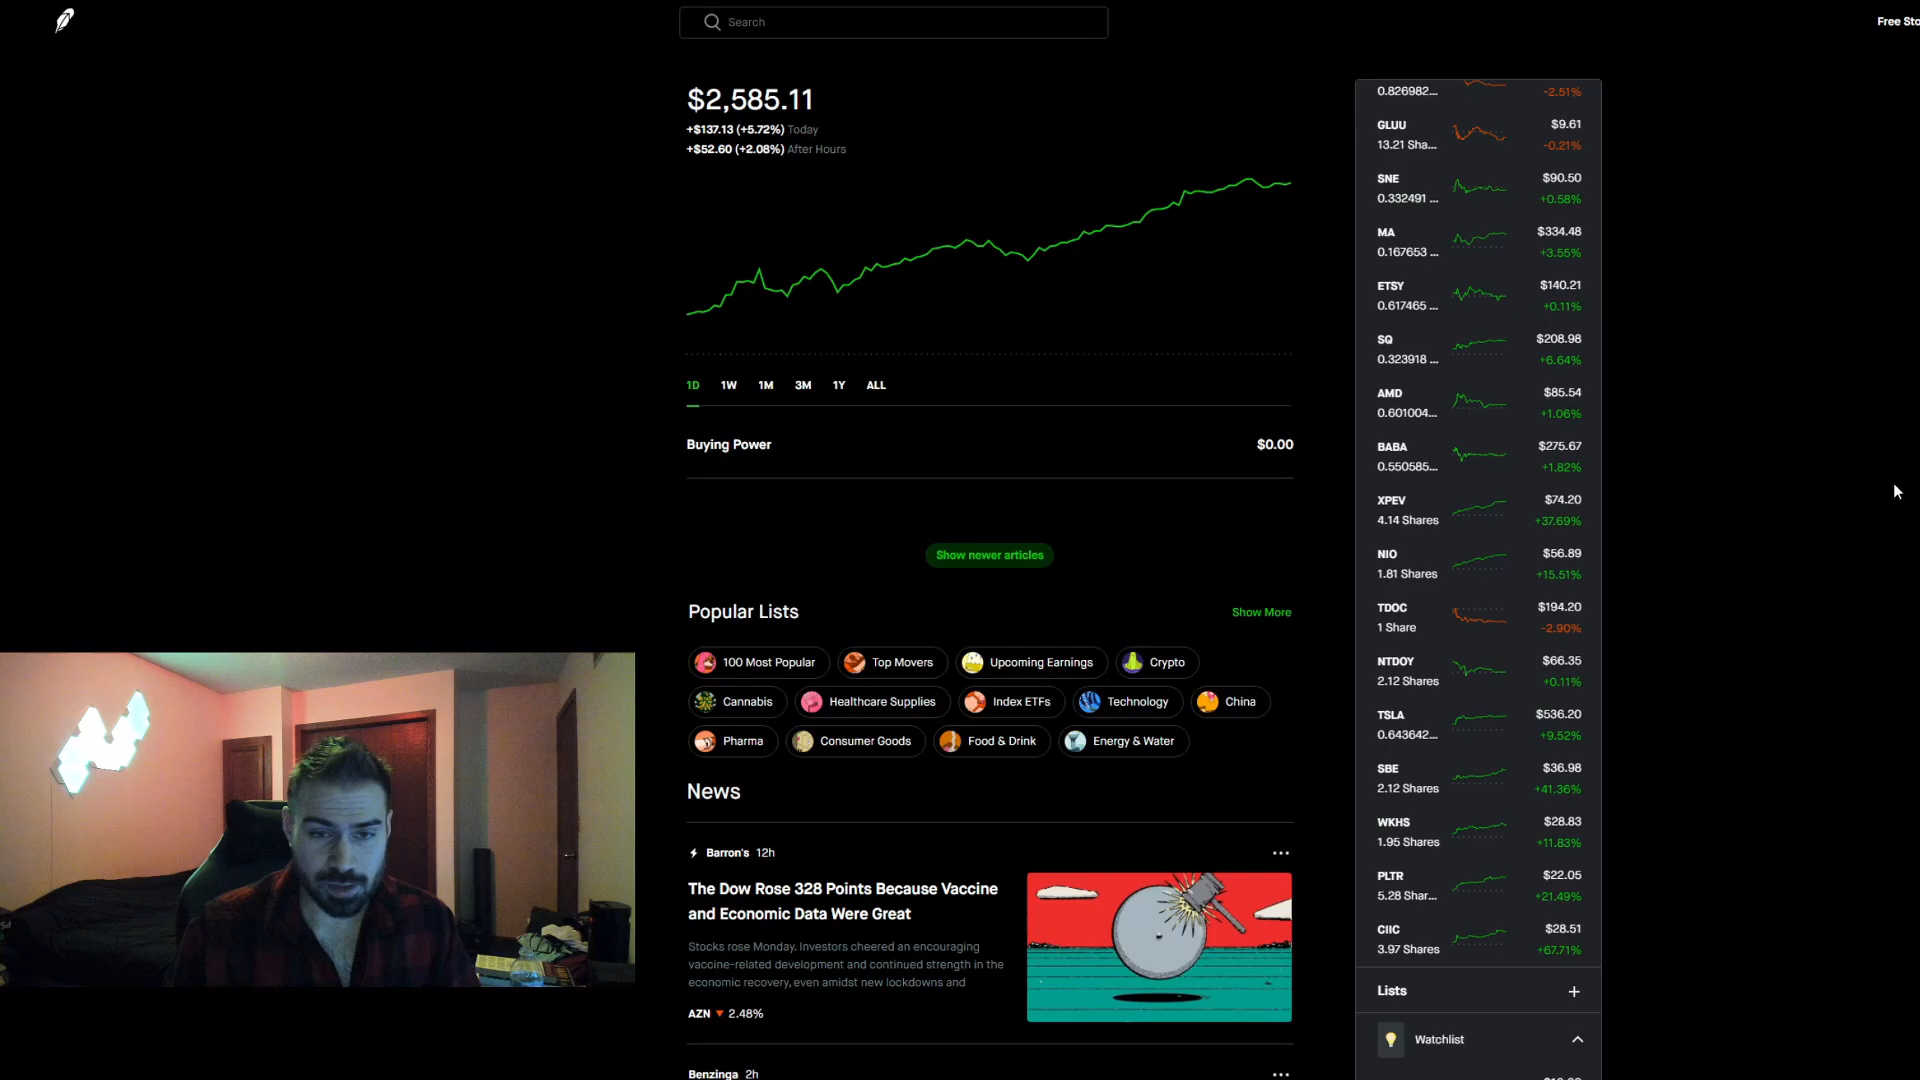 Search
Free Sto
$2,585.11
+$137.13 (+5.72%) Today
+$52.60 (+2.08%) After Hours
1D 1W 1M 3M 1Y ALL
Buying Power $0.00
Show newer articles
Popular Lists Show More
100 Most Popular Top Movers Upcoming Earnings Crypto
Cannabis Healthcare Supplies Index ETFs Technology China
Pharma Consumer Goods Food & Drink Energy & Water
News
Barron's 12h
The Dow Rose 328 Points Because Vaccine
and Economic Data Were Great
Stocks rose Monday. Investors cheered an encouraging
vaccine-related development and continued strength in the
economic recovery, even amidst new lockdowns and
AZN 2.48%
Benzinga 2h
0.826982... -2.51%
GLUU $9.61
13.21 Sha... -0.21%
SNE $90.50
0.332491 ... +0.58%
MA $334.48
0.167653 ... +3.55%
ETSY $140.21
0.617465 ... +0.11%
SQ $208.98
0.323918 ... +6.64%
AMD $85.54
0.601004... +1.06%
BABA $275.67
0.550585... +1.82%
XPEV $74.20
4.14 Shares +37.69%
NIO $56.89
1.81 Shares +15.51%
TDOC $194.20
1 Share -2.90%
NTDOY $66.35
2.12 Shares +0.11%
TSLA $536.20
0.643642... +9.52%
SBE $36.98
2.12 Shares +41.36%
WKHS $28.83
1.95 Shares +11.83%
PLTR $22.05
5.28 Shar... +21.49%
CIIC $28.51
3.97 Shares +67.71%
Lists +
Watchlist